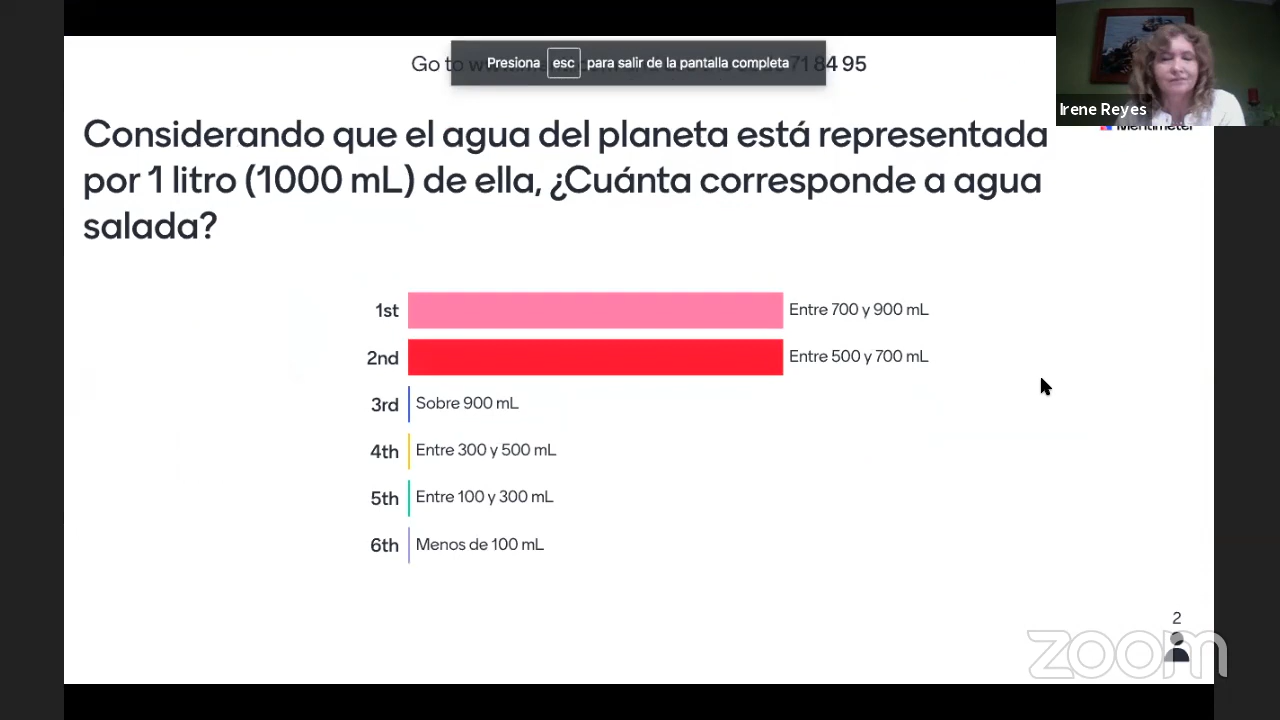 Go to
Presiona esc para salir de la pantalla completa
84 95
Irene Reyes
Mentimeter
Considerando que el agua del planeta está representada
por 1 litro (1000 mL) de ella, ¿Cuánta corresponde a agua
salada?
1st Entre 700 y 900 mL
2nd Entre 500 y 700 mL
3rd Sobre 900 mL
4th Entre 300 y 500 mL
5th Entre 100 y 300 mL
6th Menos de 100 mL
2
zoom